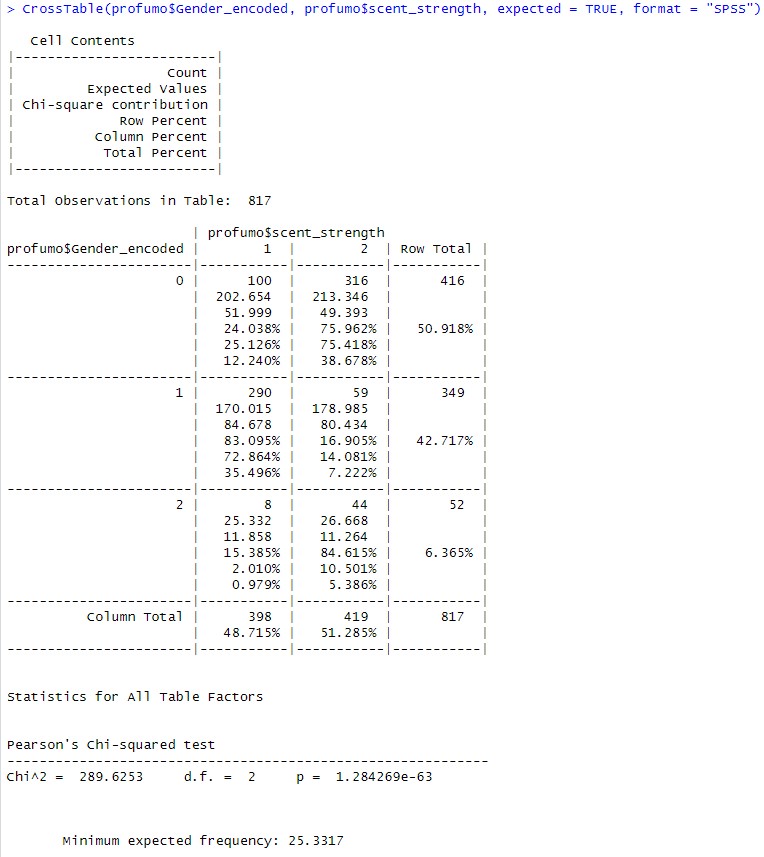 > CrossTable(profumo$Gender_encoded, profumo$scent_strength, expected = TRUE, format = "SPSS")
   Cell Contents
|-------------------------|
|                   Count |
|         Expected Values |
| Chi-square contribution |
|             Row Percent |
|          Column Percent |
|           Total Percent |
|-------------------------|
Total Observations in Table:  817
                       | profumo$scent_strength
profumo$Gender_encoded |        1  |        2  | Row Total |
-----------------------|-----------|-----------|-----------|
                     0 |      100  |      316  |      416  |
                       |  202.654  |  213.346  |           |
                       |   51.999  |   49.393  |           |
                       |   24.038% |   75.962% |   50.918% |
                       |   25.126% |   75.418% |           |
                       |   12.240% |   38.678% |           |
-----------------------|-----------|-----------|-----------|
                     1 |      290  |       59  |      349  |
                       |  170.015  |  178.985  |           |
                       |   84.678  |   80.434  |           |
                       |   83.095% |   16.905% |   42.717% |
                       |   72.864% |   14.081% |           |
                       |   35.496% |    7.222% |           |
-----------------------|-----------|-----------|-----------|
                     2 |        8  |       44  |       52  |
                       |   25.332  |   26.668  |           |
                       |   11.858  |   11.264  |           |
                       |   15.385% |   84.615% |    6.365% |
                       |    2.010% |   10.501% |           |
                       |    0.979% |    5.386% |           |
-----------------------|-----------|-----------|-----------|
          Column Total |      398  |      419  |      817  |
                       |   48.715% |   51.285% |           |
-----------------------|-----------|-----------|-----------|
Statistics for All Table Factors
Pearson's Chi-squared test
------------------------------------------------------------
Chi^2 =  289.6253     d.f. =  2     p =  1.284269e-63
       Minimum expected frequency: 25.3317